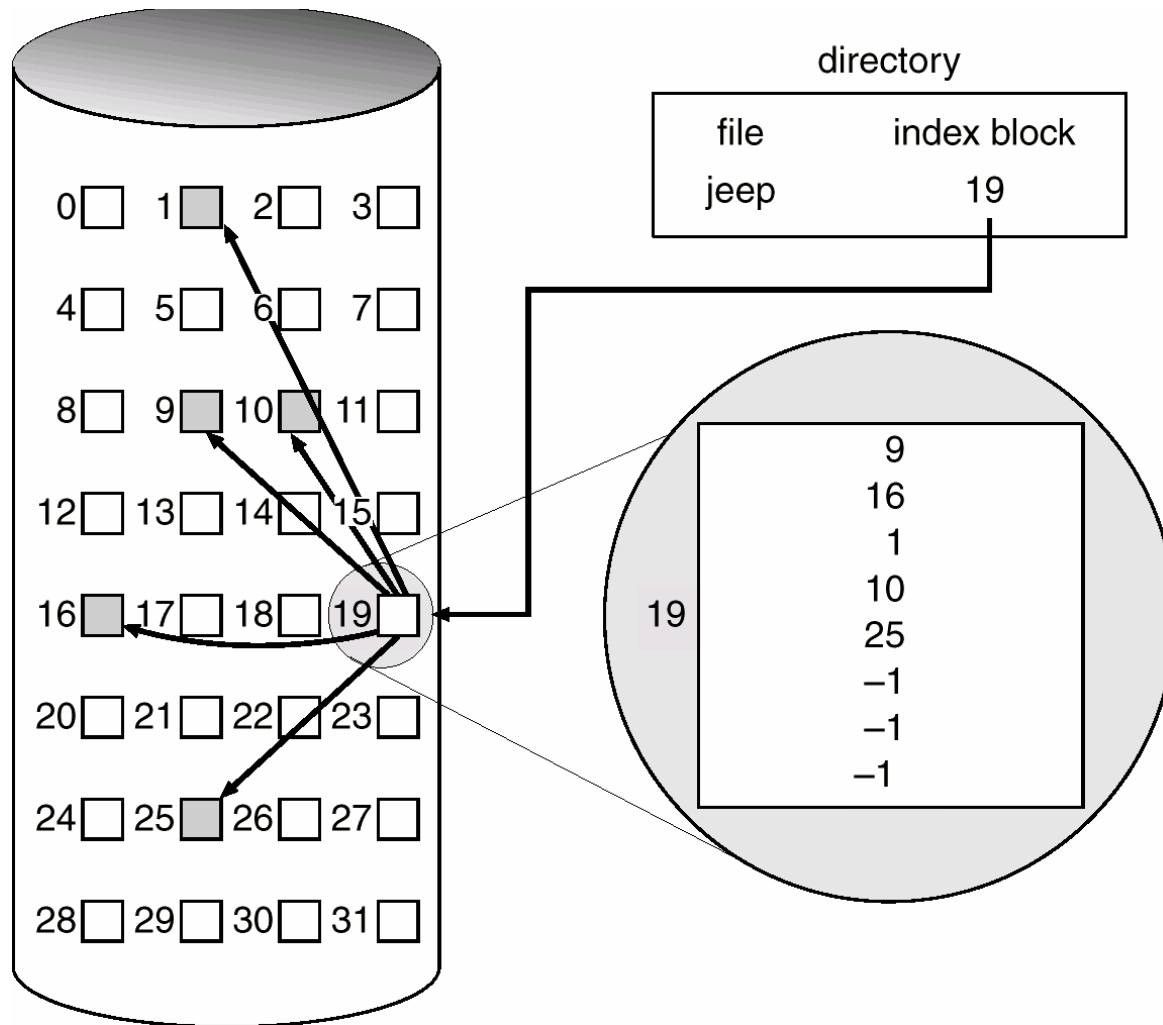 directory
file index block
jeep 19
0 1 2 3
4 5 6 7
8 9 10 11
12 13 14 15
16 17 18 19
20 21 22 23
24 25 26 27
28 29 30 31
19
9
16
1
10
25
–1
–1
–1